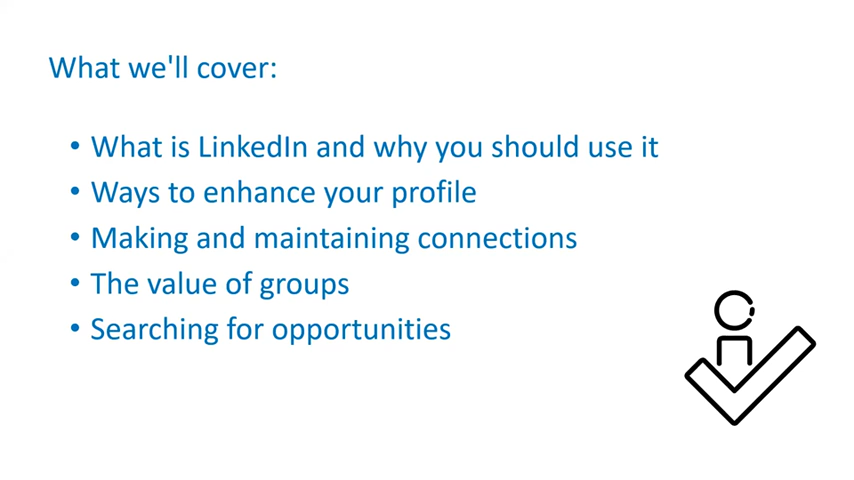 What we'll cover:
• What is LinkedIn and why you should use it
• Ways to enhance your profile
• Making and maintaining connections
• The value of groups
• Searching for opportunities